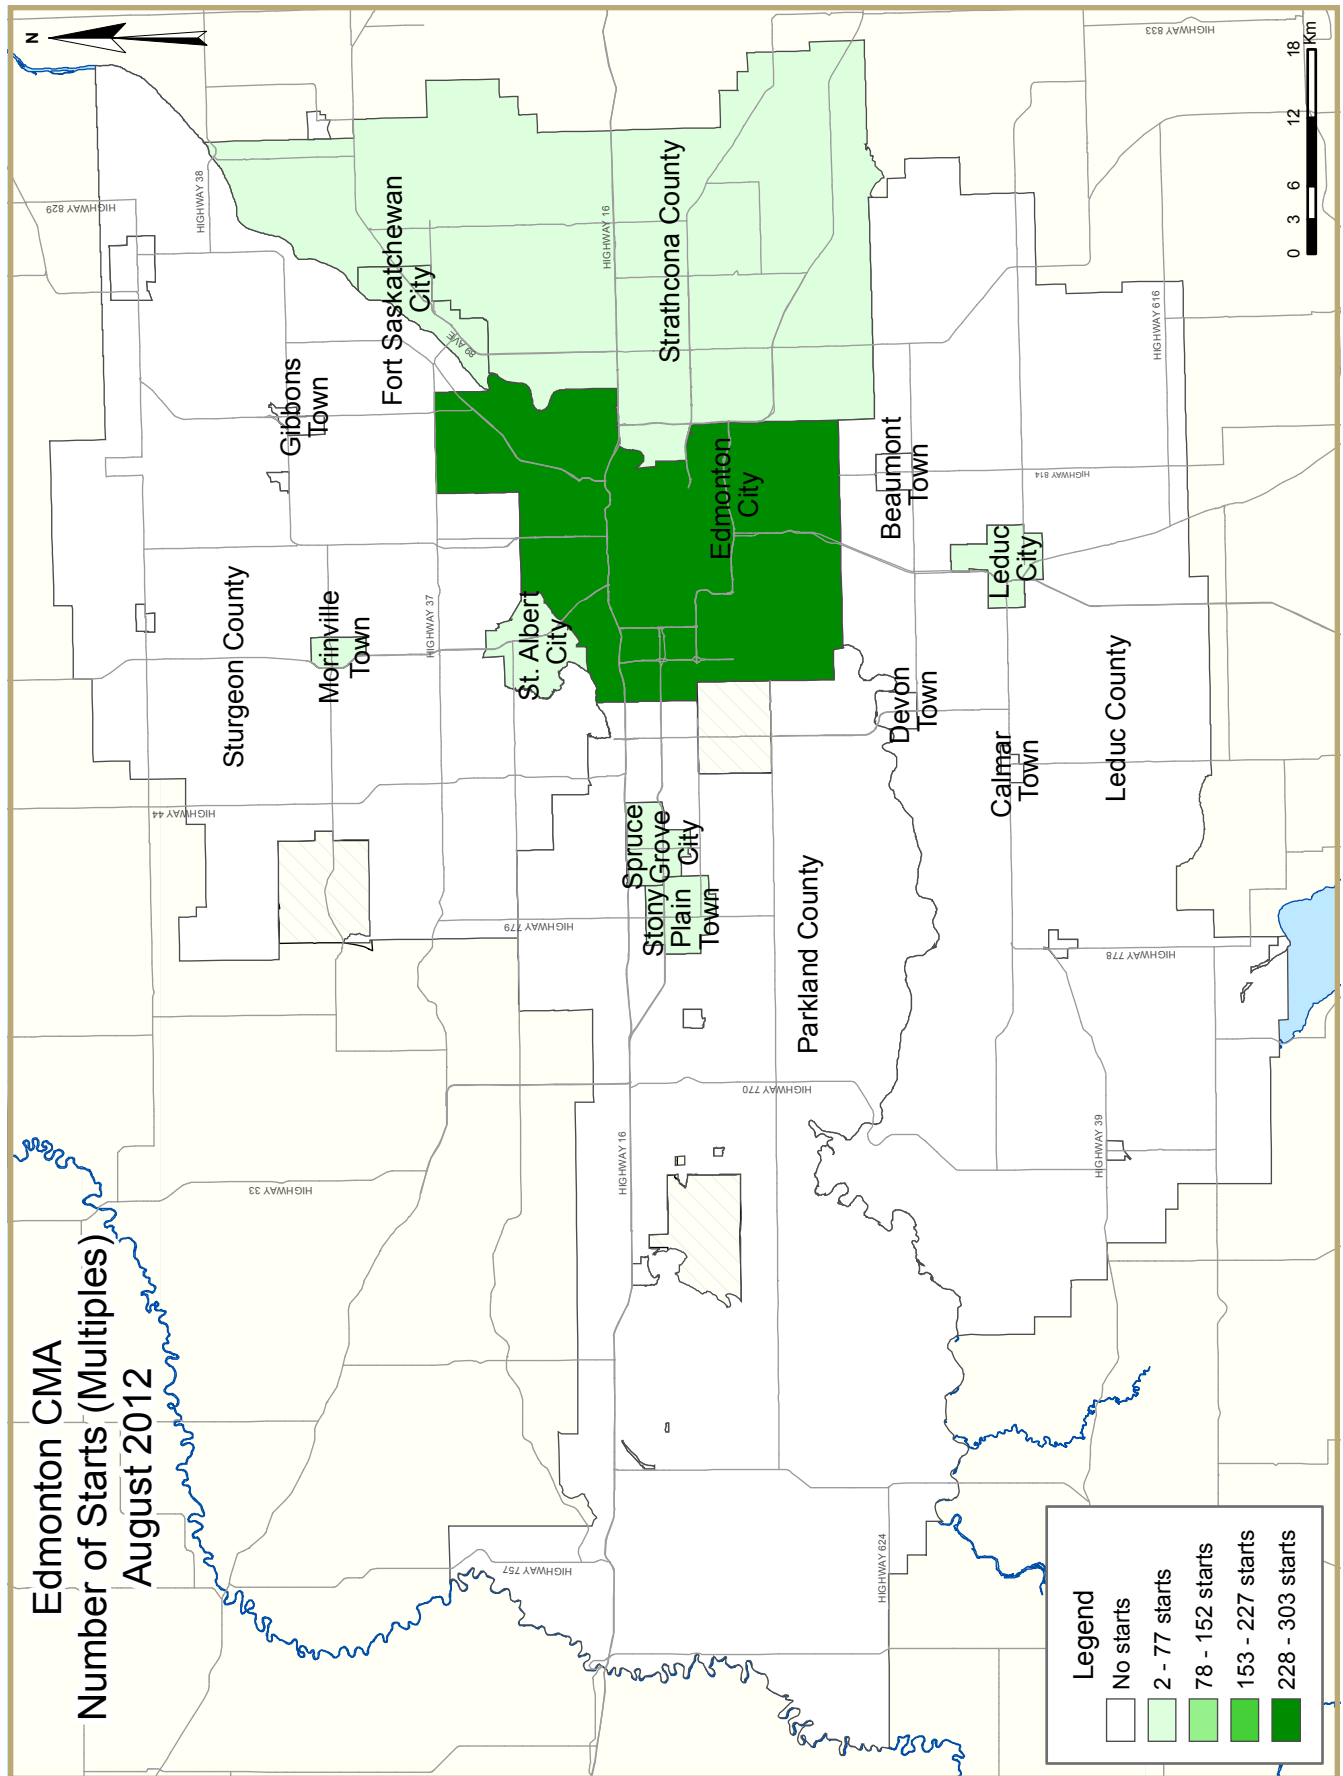 Edmonton CMA
Number of Starts (Multiples)
August 2012
N
HIGHWAY 829
HIGHWAY 38
HIGHWAY 833
HIGHWAY 44
HIGHWAY 33
Sturgeon County
Gibbons
Town
Morinville
Town
Fort Saskatchewan
City
89 AVE
HIGHWAY 37
HIGHWAY 779
St. Albert
City
HIGHWAY 757
HIGHWAY 16
HIGHWAY 16
Strathcona County
Spruce
Grove
City
Stony
Plain
Town
Edmonton
City
HIGHWAY 770
Parkland County
HIGHWAY 624
Beaumont
Town
Devon
Town
Leduc
City
Calmar
Town
HIGHWAY 814
HIGHWAY 39
Leduc County
HIGHWAY 778
HIGHWAY 616
Legend
No starts
2 - 77 starts
78 - 152 starts
153 - 227 starts
228 - 303 starts
0 3 6 12 18
Km